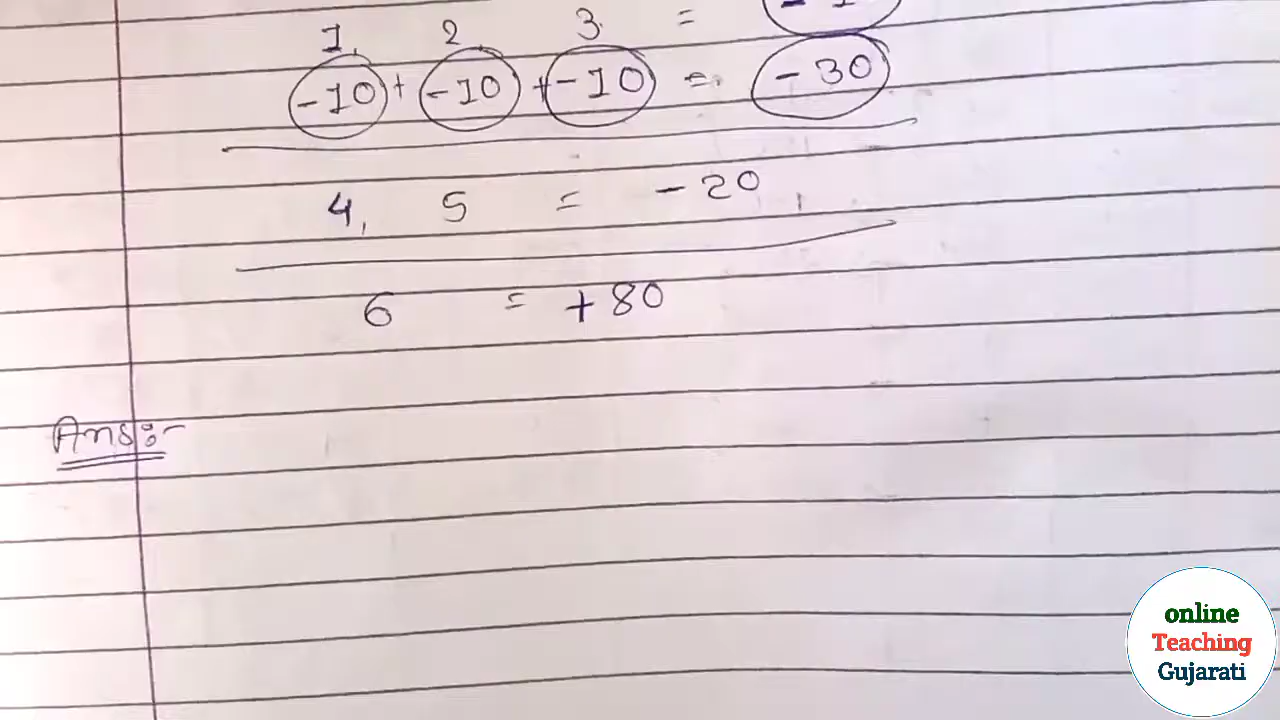 1, 2, 3. =
-10 + -10 + -10 = -30
4, 5 = -20,
6 = +80
Ans:-
online
Teaching
Gujarati